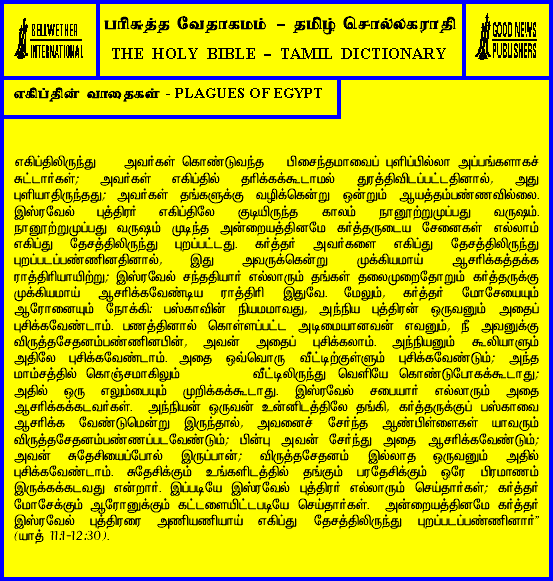 BELLWETHER
INTERNATIONAL
பரிசுத்த வேதாகமம் – தமிழ் சொல்லகராதி
THE HOLY BIBLE – TAMIL DICTIONARY
GOOD NEWS
PUBLISHERS
எகிப்தின் வாதைகள் - PLAGUES OF EGYPT
எகிப்திலிருந்து அவர்கள் கொண்டுவந்த பிசைந்தமாவைப் புளிப்பில்லா அப்பங்களாகச்
சுட்டார்கள்; அவர்கள் எகிப்தில் தரிக்கக்கூடாமல் துரத்திவிடப்பட்டதினால், அது
புளியாதிருந்தது; அவர்கள் தங்களுக்கு வழிக்கென்று ஒன்றும் ஆயத்தம்பண்ணவில்லை.
இஸ்ரவேல் புத்திரர் எகிப்திலே குடியிருந்த காலம் நானூற்றுமுப்பது வருஷம்.
நானூற்றுமுப்பது வருஷம் முடிந்த அன்றையத்தினமே கர்த்தருடைய சேனைகள் எல்லாம்
எகிப்து தேசத்திலிருந்து புறப்பட்டது. கர்த்தர் அவர்களை எகிப்து தேசத்திலிருந்து
புறப்படப்பண்ணினதினால், இது அவருக்கென்று முக்கியமாய் ஆசரிக்கத்தக்க
ராத்திரியாயிற்று; இஸ்ரவேல் சந்ததியார் எல்லாரும் தங்கள் தலைமுறைதோறும் கர்த்தருக்கு
முக்கியமாய் ஆசரிக்கவேண்டிய ராத்திரி இதுவே. மேலும், கர்த்தர் மோசேயையும்
ஆரோனையும் நோக்கி: பஸ்காவின் நியமமாவது, அந்நிய புத்திரன் ஒருவனும் அதைப்
புசிக்கவேண்டாம். பணத்தினால் கொள்ளப்பட்ட அடிமையானவன் எவனும், நீ அவனுக்கு
விருத்தசேதனம்பண்ணினபின், அவன் அதைப் புசிக்கலாம். அந்நியனும் கூலியாளும்
அதிலே புசிக்கவேண்டாம். அதை ஒவ்வொரு வீட்டிற்குள்ளும் புசிக்கவேண்டும்; அந்த
மாம்சத்தில் கொஞ்சமாகிலும் வீட்டிலிருந்து வெளியே கொண்டுபோகக்கூடாது;
அதில் ஒரு எலும்பையும் முறிக்கக்கூடாது. இஸ்ரவேல் சபையார் எல்லாரும் அதை
ஆசரிக்கக்கடவர்கள். அந்நியன் ஒருவன் உன்னிடத்திலே தங்கி, கர்த்தருக்குப் பஸ்காவை
ஆசரிக்க வேண்டுமென்று இருந்தால், அவனைச் சேர்ந்த ஆண்பிள்ளைகள் யாவரும்
விருத்தசேதனம்பண்ணப்படவேண்டும்; பின்பு அவன் சேர்ந்து அதை ஆசரிக்கவேண்டும்;
அவன் சுதேசியைப்போல் இருப்பான்; விருத்தசேதனம் இல்லாத ஒருவனும் அதில்
புசிக்கவேண்டாம். சுதேசிக்கும் உங்களிடத்தில் தங்கும் பரதேசிக்கும் ஒரே பிரமாணம்
இருக்கக்கடவது என்றார். இப்படியே இஸ்ரவேல் புத்திரர் எல்லாரும் செய்தார்கள்; கர்த்தர்
மோசேக்கும் ஆரோனுக்கும் கட்டளையிட்டபடியே செய்தார்கள். அன்றையத்தினமே கர்த்தர்
இஸ்ரவேல் புத்திரரை அணியணியாய் எகிப்து தேசத்திலிருந்து புறப்படப்பண்ணினார்”
(யாத் 11:1-12:30).